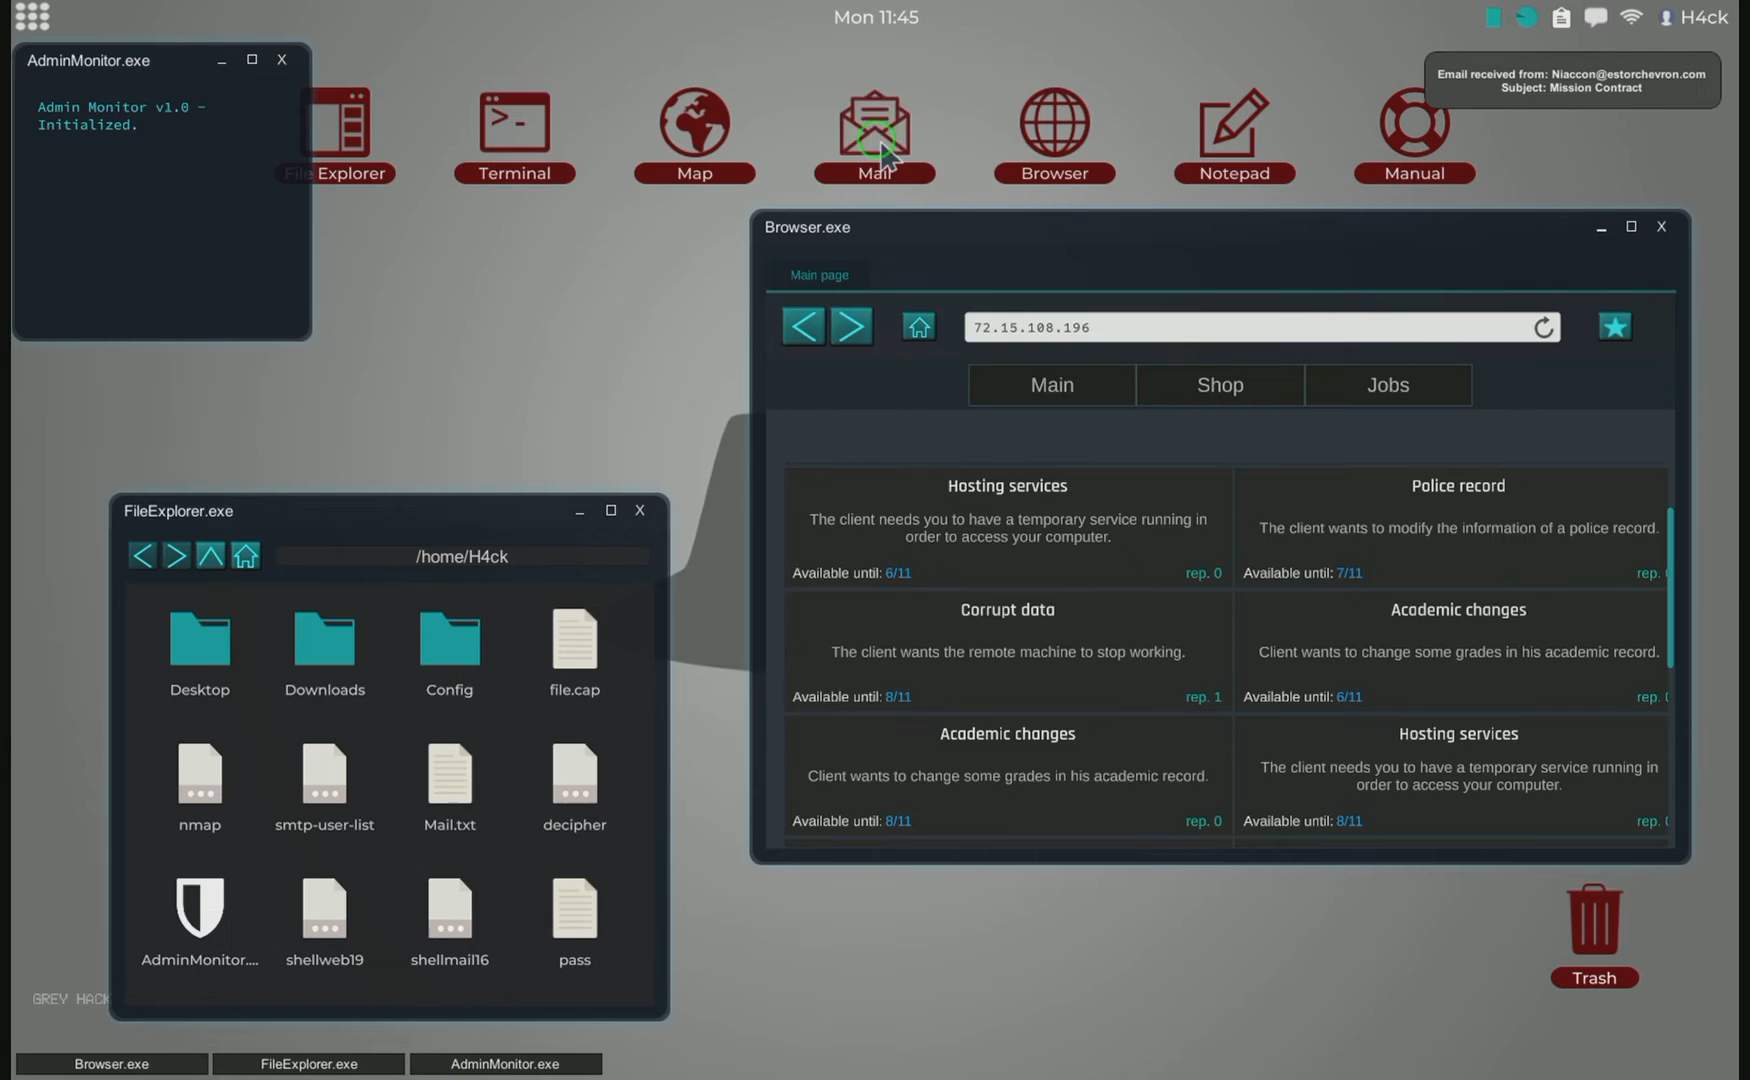 Mon 11:45
H4ck
AdminMonitor.exe
Admin Monitor v1.0 -
Initialized.
Email received from: Niaccon@estorchevron.com
Subject: Mission Contract
File Explorer
Terminal
Map
Mail
Browser
Notepad
Manual
Browser.exe
Main page
72.15.108.196
Main
Shop
Jobs
Hosting services
The client needs you to have a temporary service running in
order to access your computer.
Available until: 6/11
rep. 0
Police record
The client wants to modify the information of a police record.
Available until: 7/11
rep.
Corrupt data
The client wants the remote machine to stop working.
Available until: 8/11
rep. 1
Academic changes
Client wants to change some grades in his academic record.
Available until: 6/11
rep.
Academic changes
Client wants to change some grades in his academic record.
Available until: 8/11
rep. 0
Hosting services
The client needs you to have a temporary service running in
order to access your computer.
Available until: 8/11
rep.
FileExplorer.exe
/home/H4ck
Desktop
Downloads
Config
file.cap
nmap
smtp-user-list
Mail.txt
decipher
AdminMonitor....
shellweb19
shellmail16
pass
Trash
GREY HACK
Browser.exe
FileExplorer.exe
AdminMonitor.exe